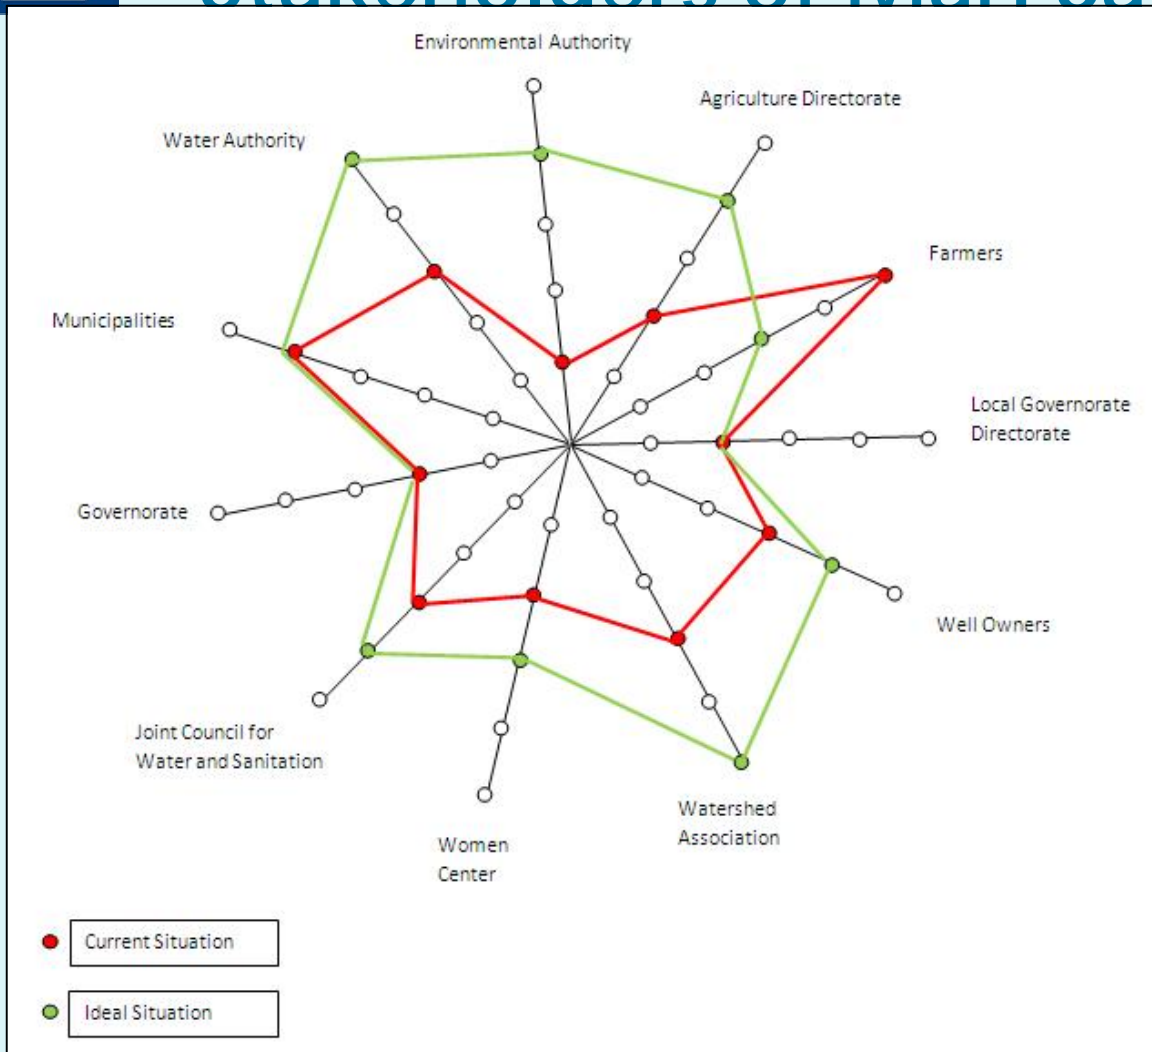 Environmental Authority
Agriculture Directorate
Water Authority
Farmers
Municipalities
Local Governorate
Directorate
Governorate
Well Owners
Joint Council for
Water and Sanitation
Watershed
Association
Women
Center
Current Situation
Ideal Situation